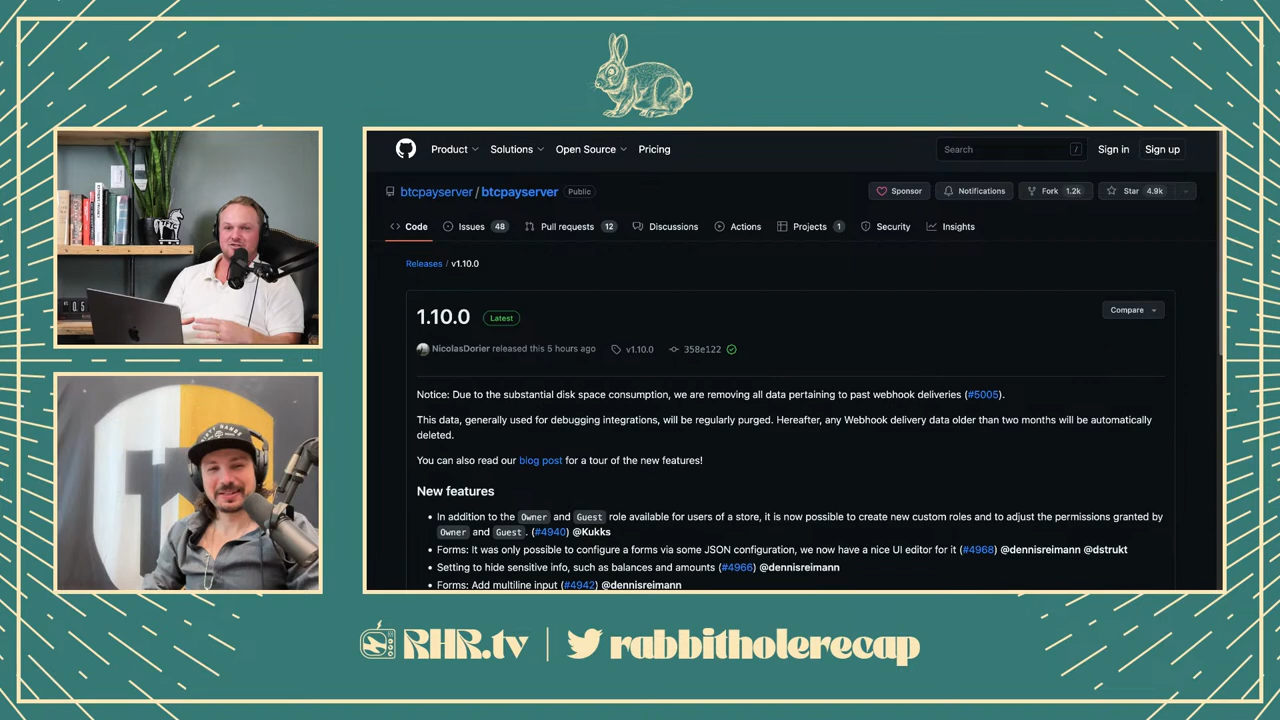 Product
Solutions
Open Source
Pricing
Search
/
Sign in
Sign up
btcpayserver / btcpayserver
Public
Sponsor
Notifications
Fork 1.2k
Star 4.9k
Code
Issues 48
Pull requests 12
Discussions
Actions
Projects 1
Security
Insights
Releases / v1.10.0
1.10.0
Latest
Compare
NicolasDorier released this 5 hours ago
v1.10.0
358e122
Notice: Due to the substantial disk space consumption, we are removing all data pertaining to past webhook deliveries (#5005).
This data, generally used for debugging integrations, will be regularly purged. Hereafter, any Webhook delivery data older than two months will be automatically
deleted.
You can also read our blog post for a tour of the new features!
New features
• In addition to the Owner and Guest role available for users of a store, it is now possible to create new custom roles and to adjust the permissions granted by
Owner and Guest. (#4940) @Kukks
• Forms: It was only possible to configure a forms via some JSON configuration, we now have a nice UI editor for it (#4968) @dennisreimann @dstrukt
• Setting to hide sensitive info, such as balances and amounts (#4966) @dennisreimann
• Forms: Add multiline input (#4942) @dennisreimann
DIRTY HANDS
RHR.tv | rabbitholerecap